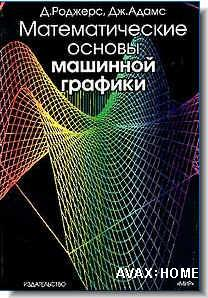 Д.Роджерс, Дж.Адамс
Математические
основы
машинной
графики
ИЗДАТЕЛЬСТВО «МИР»
AVAX:HOME